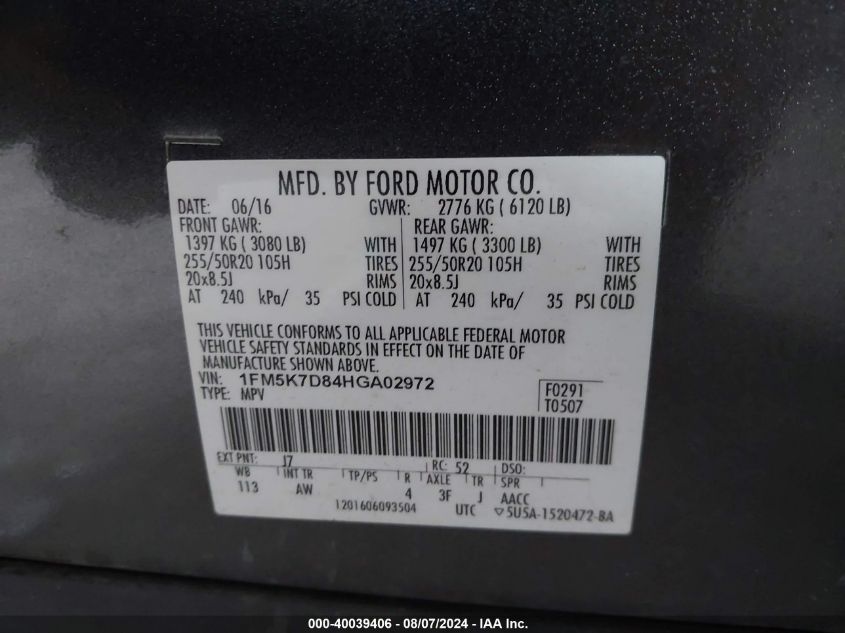 MFD. BY FORD MOTOR CO.
DATE: 06/16 GVWR: 2776 KG ( 6120 LB)
FRONT GAWR: REAR GAWR:
1397 KG ( 3080 LB) WITH 1497 KG ( 3300 LB) WITH
255/50R20 105H TIRES 255/50R20 105H TIRES
20x8.5J RIMS 20x8.5J RIMS
AT 240 kPa/ 35 PSI COLD AT 240 kPa/ 35 PSI COLD
THIS VEHICLE CONFORMS TO ALL APPLICABLE FEDERAL MOTOR
VEHICLE SAFETY STANDARDS IN EFFECT ON THE DATE OF
MANUFACTURE SHOWN ABOVE.
VIN: 1FM5K7D84HGA02972 F0291
TYPE: MPV T0507
EXT PNT: J7 RC: 52 DSO:
WB INT TR TP/PS R AXLE TR SPR
113 AW 4 3F J AACC
1201606093504 UTC ▽5U5A-1520472-BA
000-40039406 - 08/07/2024 - IAA Inc.